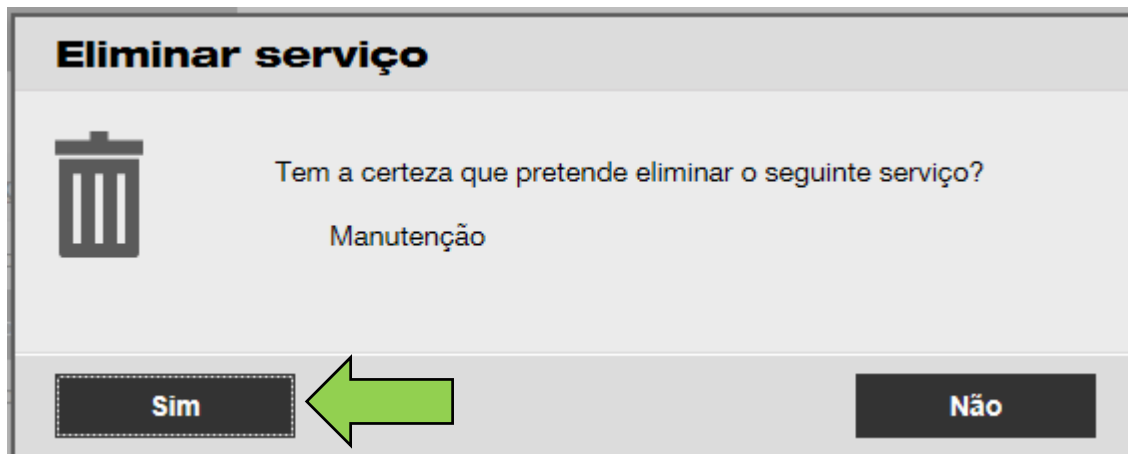 Eliminar serviço
Tem a certeza que pretende eliminar o seguinte serviço?
Manutenção
Sim
Não